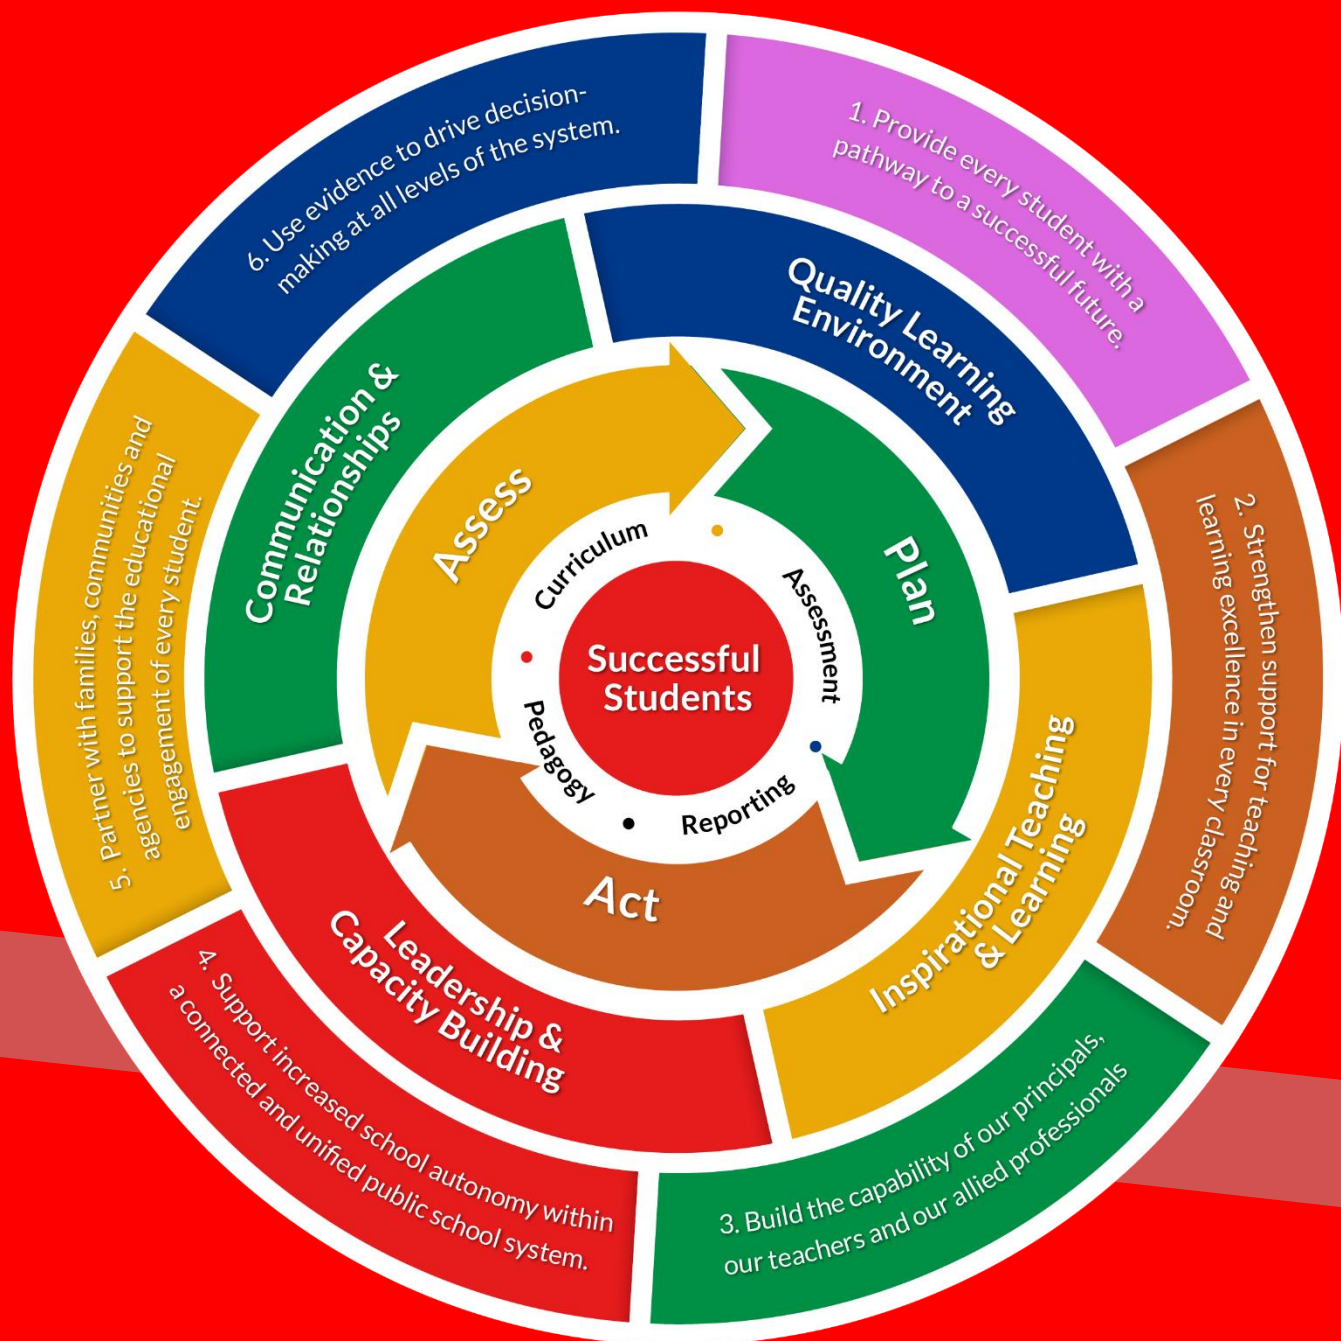 1. Provide every student with a
pathway to a successful future.
2. Strengthen support for teaching and
learning excellence in every classroom.
3. Build the capability of our principals,
our teachers and our allied professionals
4. Support increased school autonomy within
a connected and unified public school system.
5. Partner with families, communities and
agencies to support the educational
engagement of every student.
6. Use evidence to drive decision-
making at all levels of the system.
Quality Learning
Environment
Inspirational Teaching
& Learning
Leadership &
Capacity Building
Communication &
Relationships
Plan
Act
Assess
Curriculum
Assessment
Reporting
Pedagogy
Successful
Students